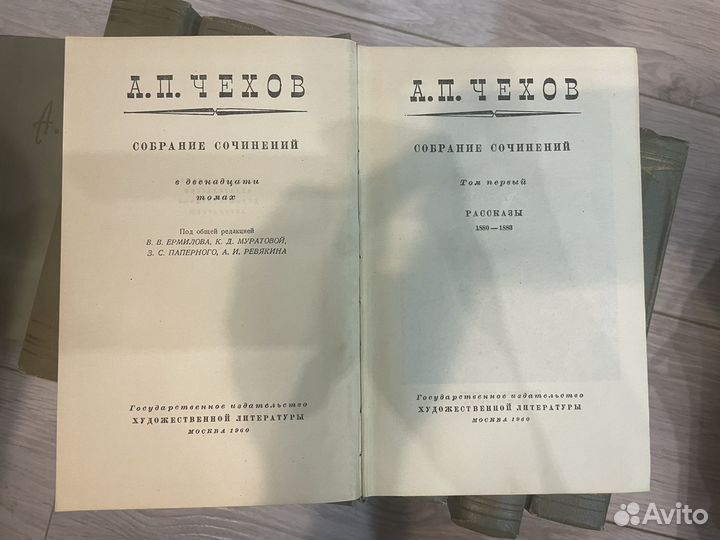 А.П. ЧЕХОВ
СОБРАНИЕ СОЧИНЕНИЙ
в двенадцати
томах
Под общей редакцией
В. В. ЕРМИЛОВА, К. Д. МУРАТОВОЙ,
З. С. ПАПЕРНОГО, А. И. РЕВЯКИНА
Государственное издательство
ХУДОЖЕСТВЕННОЙ ЛИТЕРАТУРЫ
МОСКВА 1960
А.П. ЧЕХОВ
СОБРАНИЕ СОЧИНЕНИЙ
Том первый
РАССКАЗЫ
1880—1883
Государственное издательство
ХУДОЖЕСТВЕННОЙ ЛИТЕРАТУРЫ
МОСКВА 1960
А.
Avito